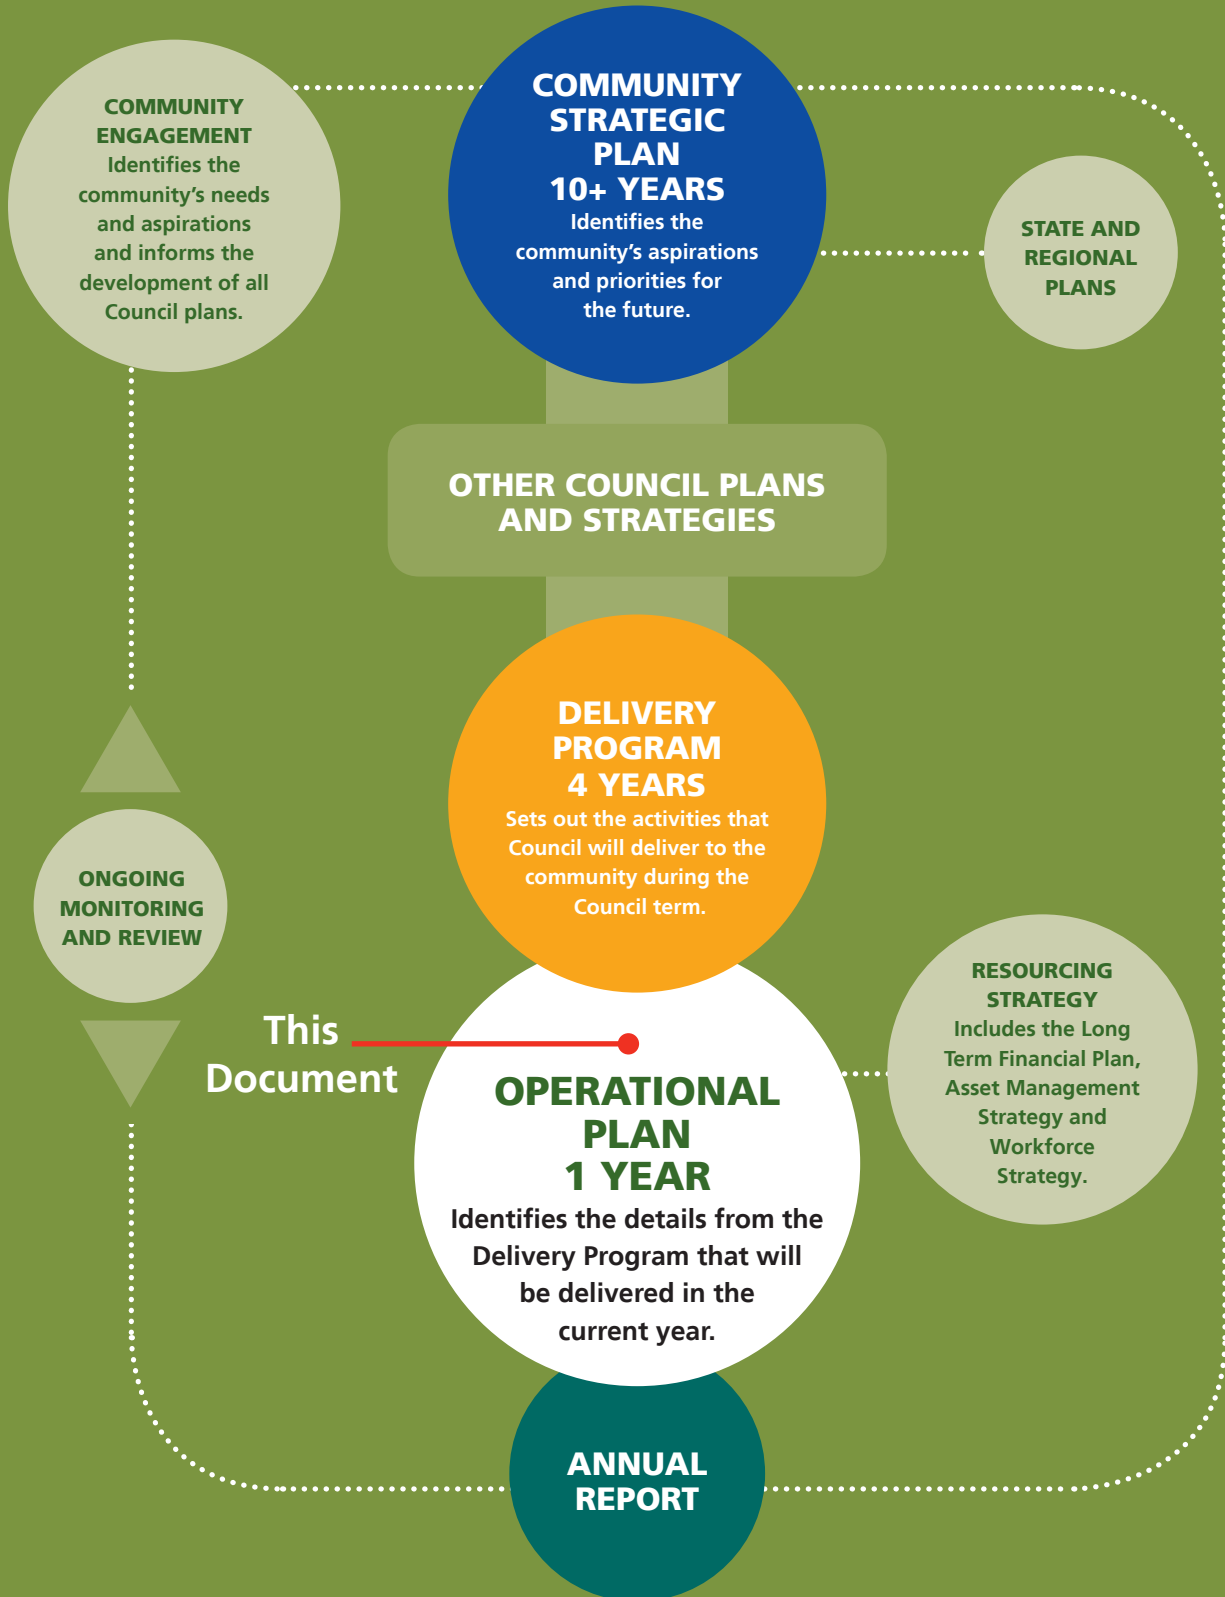 COMMUNITY
ENGAGEMENT
Identifies the
community’s needs
and aspirations
and informs the
development of all
Council plans.
COMMUNITY
STRATEGIC
PLAN
10+ YEARS
Identifies the
community’s aspirations
and priorities for
the future.
STATE AND
REGIONAL
PLANS
OTHER COUNCIL PLANS
AND STRATEGIES
DELIVERY
PROGRAM
4 YEARS
Sets out the activities that
Council will deliver to the
community during the
Council term.
ONGOING
MONITORING
AND REVIEW
This
Document
OPERATIONAL
PLAN
1 YEAR
Identifies the details from the
Delivery Program that will
be delivered in the
current year.
RESOURCING
STRATEGY
Includes the Long
Term Financial Plan,
Asset Management
Strategy and
Workforce
Strategy.
ANNUAL
REPORT